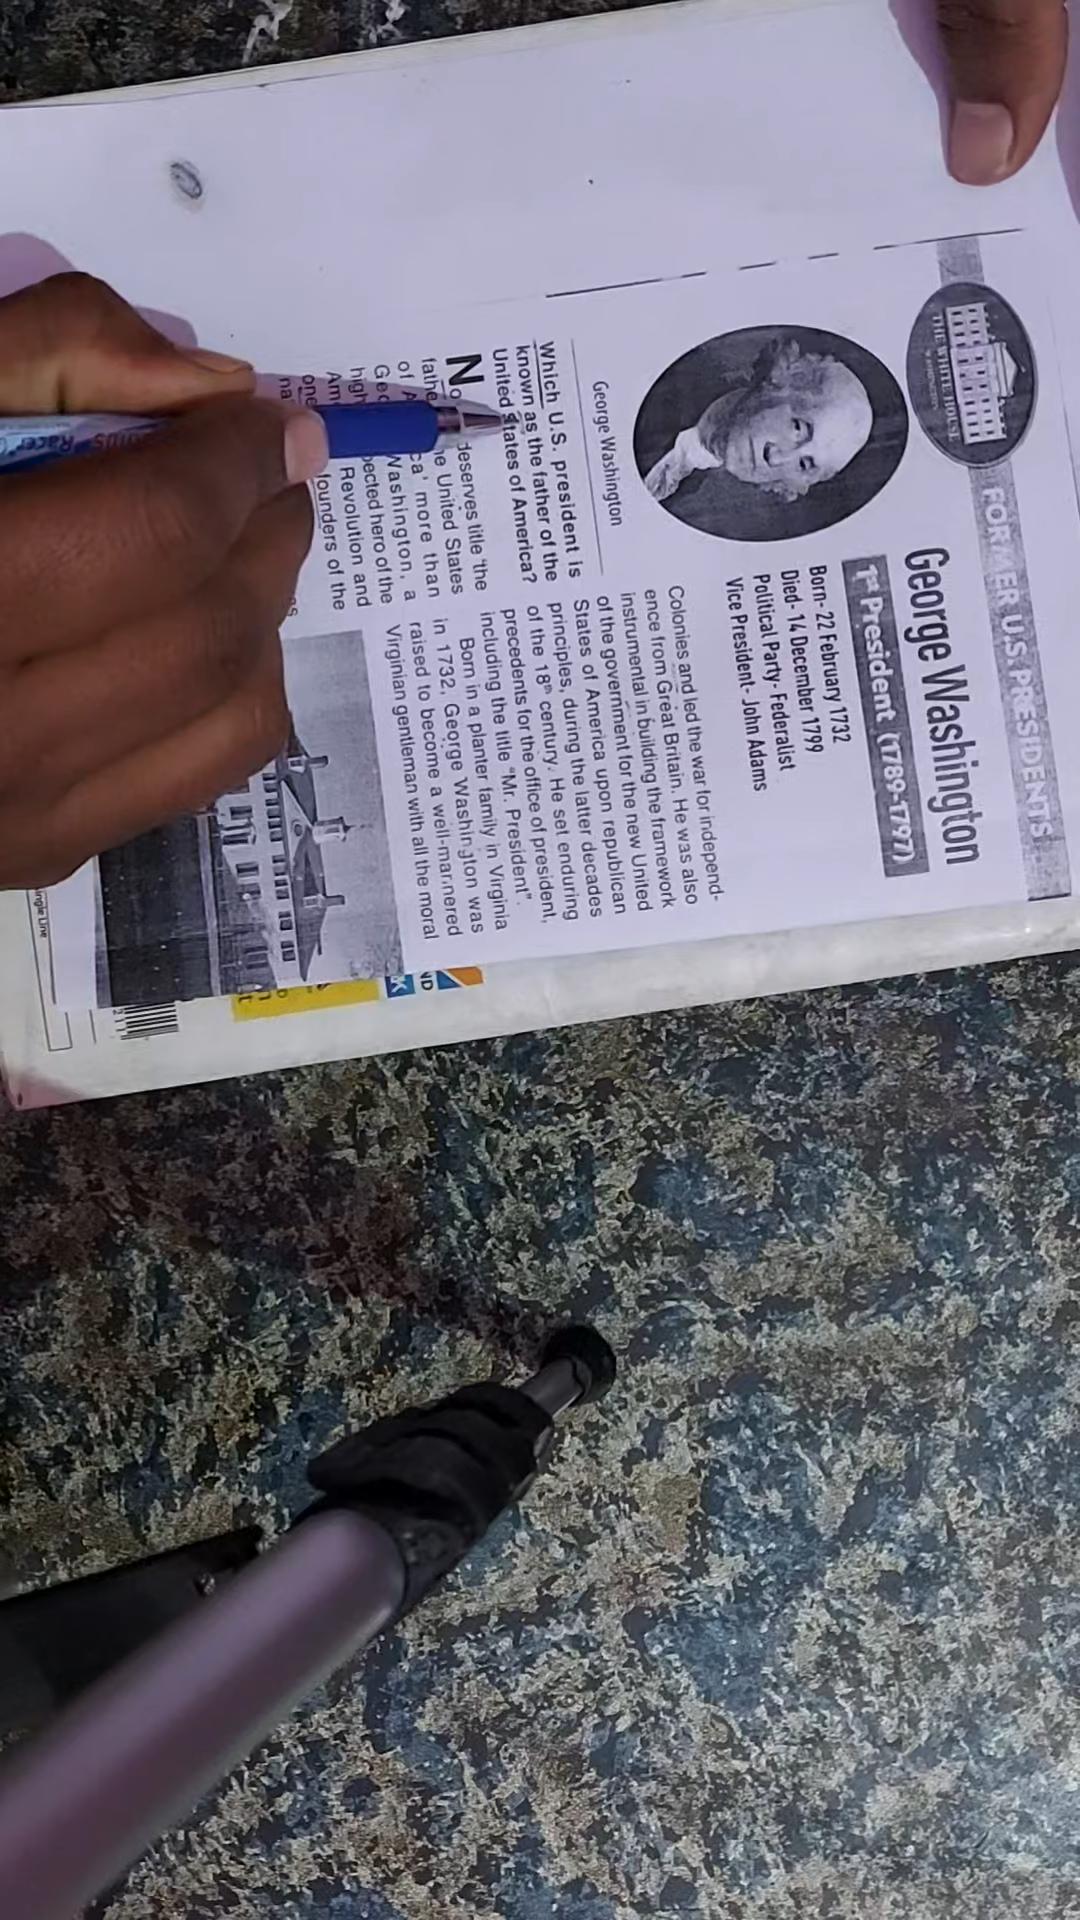 FORMER U.S. PRESIDENTS
THE WHITE HOUSE
WASHINGTON
George Washington
1st President (1789-1797)
Born- 22 February 1732
Died- 14 December 1799
Political Party- Federalist
Vice President- John Adams
George Washington
Which U.S. president is
known as the father of the
United States of America?
deserves title 'the
United States
more than
Washington, a
hero of the
Revolution and
founders of the
Colonies and led the war for independ-
ence from Great Britain. He was also
instrumental in building the framework
of the government for the new United
States of America upon republican
principles, during the latter decades
of the 18th century. He set enduring
precedents for the office of president,
including the title "Mr. President".
Born in a planter family in Virginia
in 1732, George Washington was
raised to become a well-mannered
Virginian gentleman with all the moral
Racer
ND
K
ngle Line